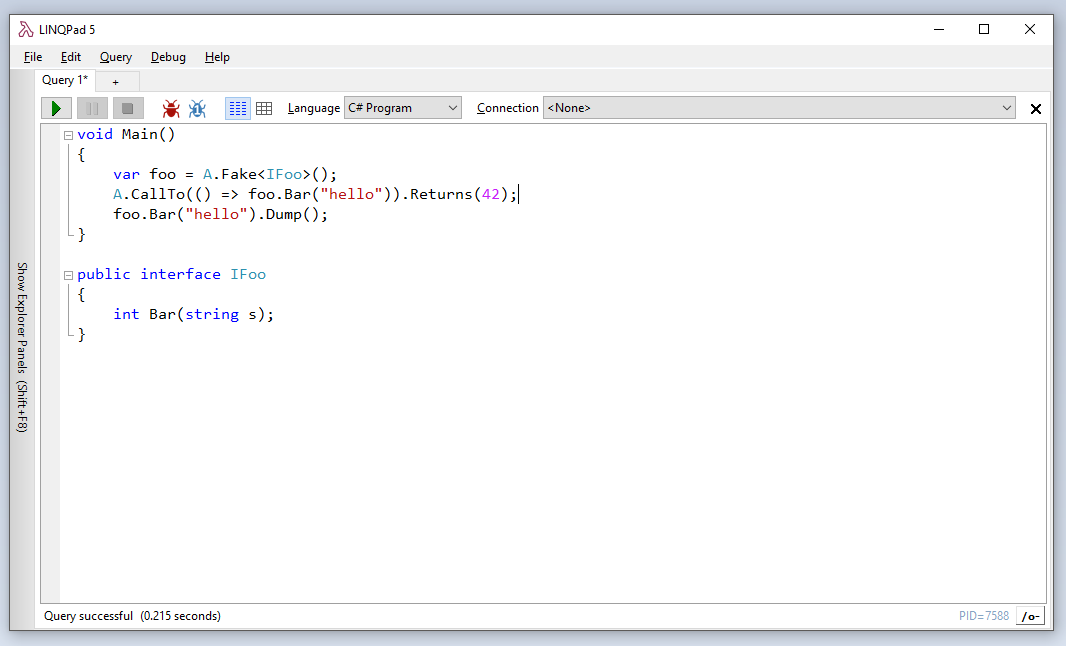 LINQPad 5
File Edit Query Debug Help
Query 1* +
Language C# Program Connection <None>
void Main()
{
    var foo = A.Fake<IFoo>();
    A.CallTo(() => foo.Bar("hello")).Returns(42);
    foo.Bar("hello").Dump();
}
public interface IFoo
{
    int Bar(string s);
}
Show Explorer Panels (Shift+F8)
Query successful (0.215 seconds) PID=7588 /o-